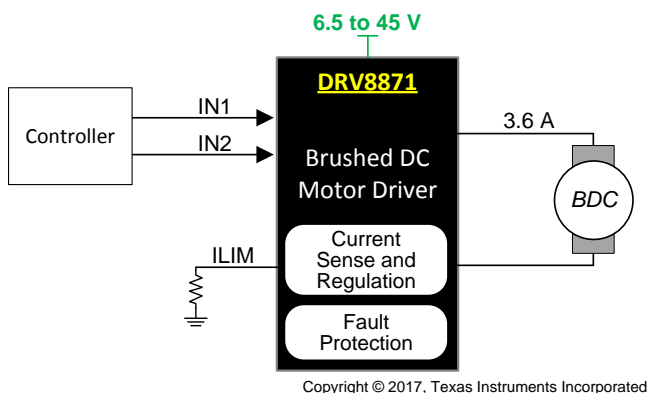 6.5 to 45 V
DRV8871
IN1
Controller
IN2
3.6 A
Brushed DC
Motor Driver
BDC
ILIM
Current
Sense and
Regulation
Fault
Protection
Copyright © 2017, Texas Instruments Incorporated